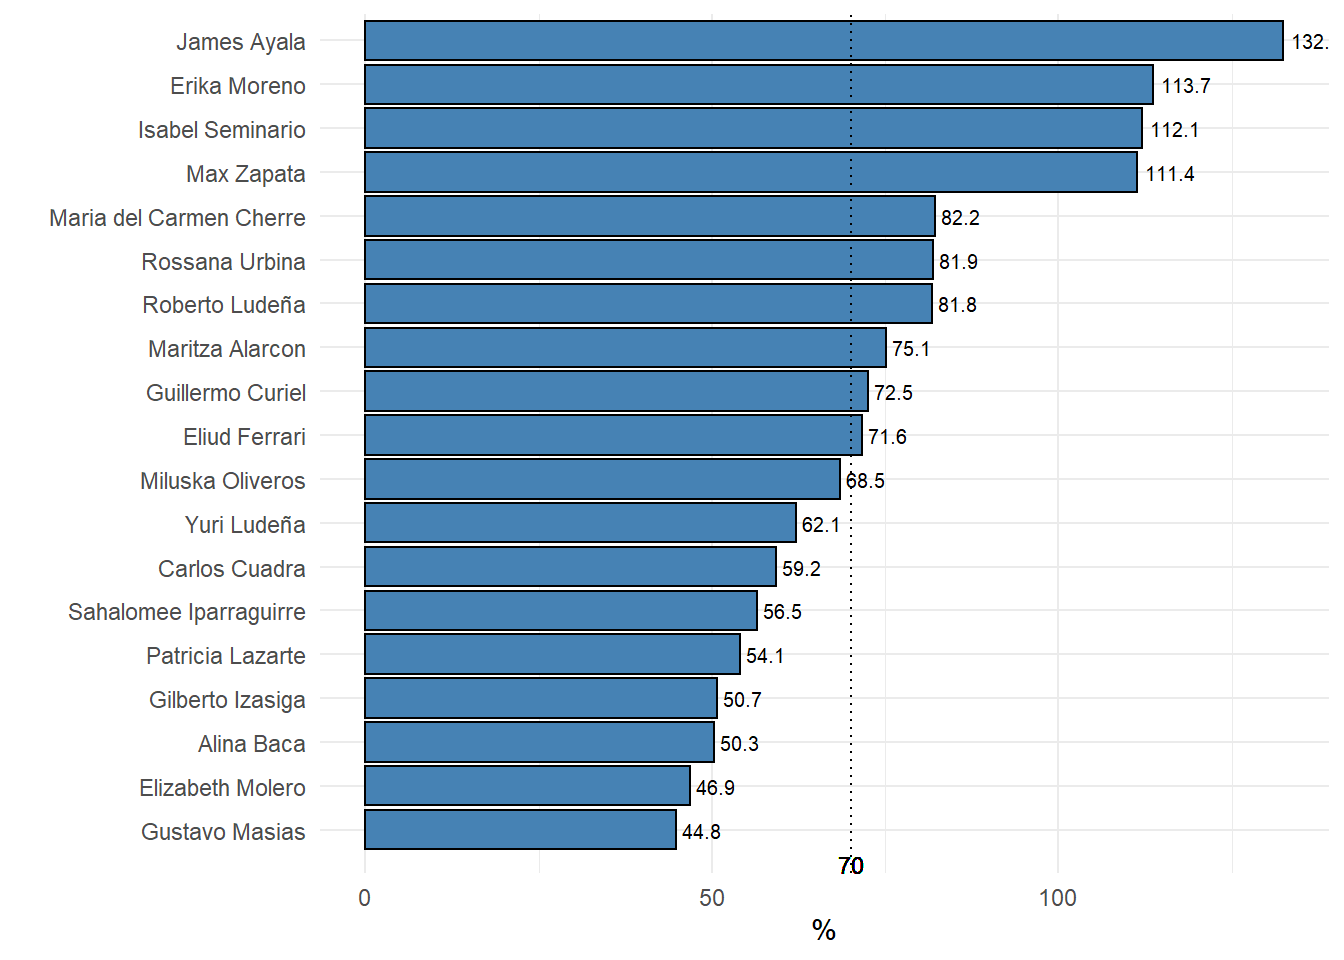 James Ayala 132.
Erika Moreno 113.7
Isabel Seminario 112.1
Max Zapata 111.4
Maria del Carmen Cherre 82.2
Rossana Urbina 81.9
Roberto Ludeña 81.8
Maritza Alarcon 75.1
Guillermo Curiel 72.5
Eliud Ferrari 71.6
Miluska Oliveros 68.5
Yuri Ludeña 62.1
Carlos Cuadra 59.2
Sahalomee Iparraguirre 56.5
Patricia Lazarte 54.1
Gilberto Izasiga 50.7
Alina Baca 50.3
Elizabeth Molero 46.9
Gustavo Masias 44.8
70
0 50 100
%